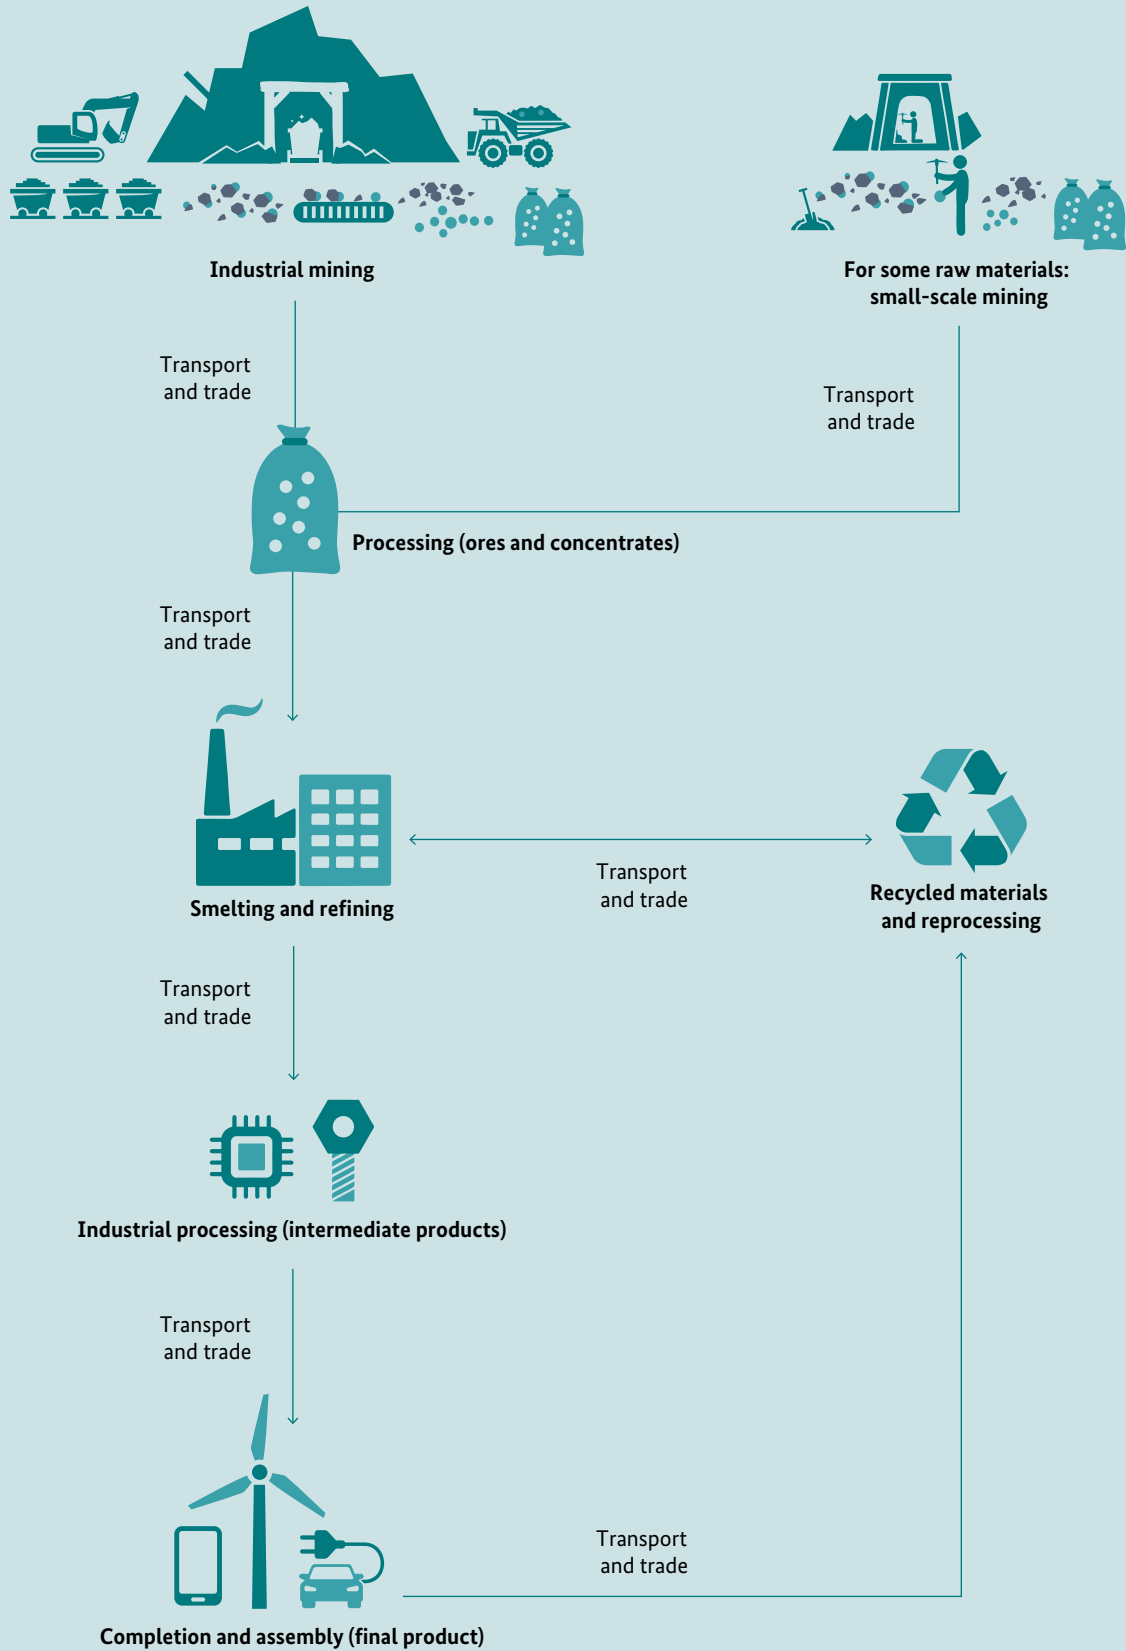 Industrial mining
For some raw materials:
small-scale mining
Transport
and trade
Transport
and trade
Processing (ores and concentrates)
Transport
and trade
Transport
and trade
Smelting and refining
Recycled materials
and reprocessing
Transport
and trade
Industrial processing (intermediate products)
Transport
and trade
Transport
and trade
Completion and assembly (final product)